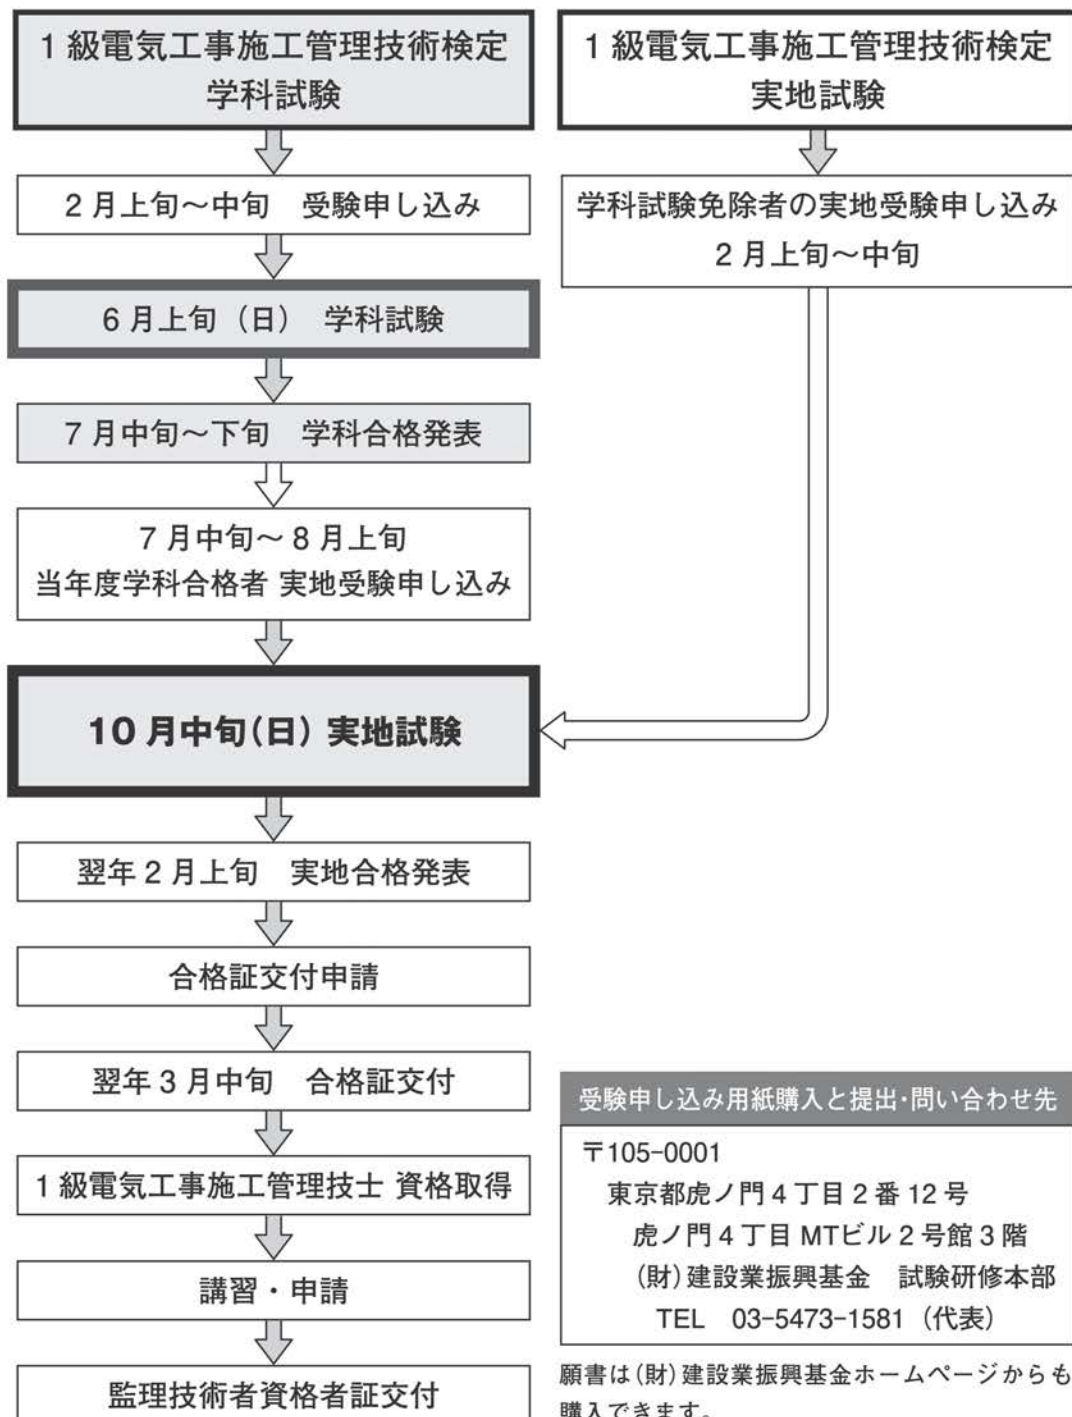 1級電気工事施工管理技術検定
学科試験
2月上旬～中旬　受験申し込み
6月上旬（日）　学科試験
7月中旬～下旬　学科合格発表
7月中旬～8月上旬
当年度学科合格者 実地受験申し込み
1級電気工事施工管理技術検定
実地試験
学科試験免除者の実地受験申し込み
2月上旬～中旬
10月中旬（日）実地試験
翌年2月上旬　実地合格発表
合格証交付申請
翌年3月中旬　合格証交付
1級電気工事施工管理技士 資格取得
講習・申請
監理技術者資格者証交付
受験申し込み用紙購入と提出・問い合わせ先
〒105-0001
東京都虎ノ門4丁目2番12号
虎ノ門4丁目MTビル2号館3階
（財）建設業振興基金　試験研修本部
TEL　03-5473-1581（代表）
願書は（財）建設業振興基金ホームページからも
購入できます。